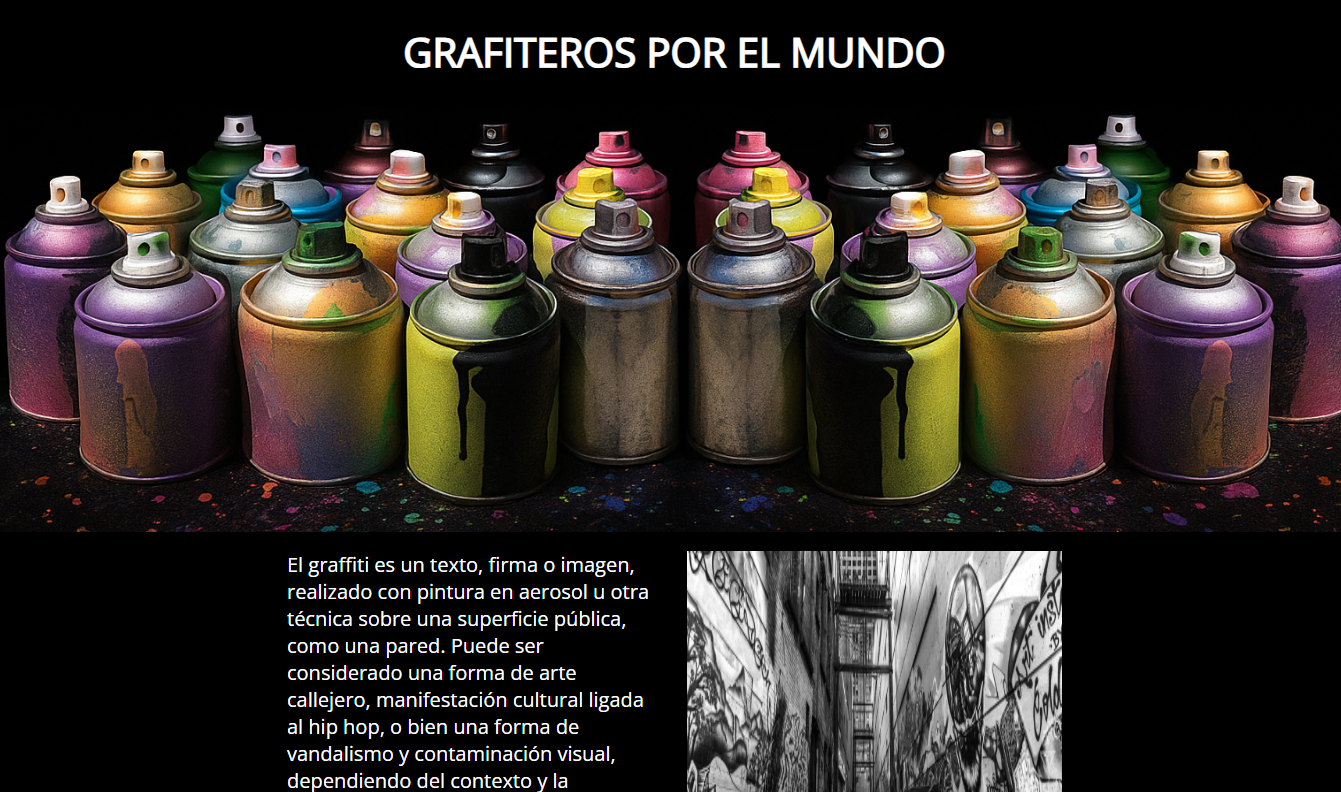 GRAFITEROS POR EL MUNDO
El graffiti es un texto, firma o imagen,
realizado con pintura en aerosol u otra
técnica sobre una superficie pública,
como una pared. Puede ser
considerado una forma de arte
callejero, manifestación cultural ligada
al hip hop, o bien una forma de
vandalismo y contaminación visual,
dependiendo del contexto y la